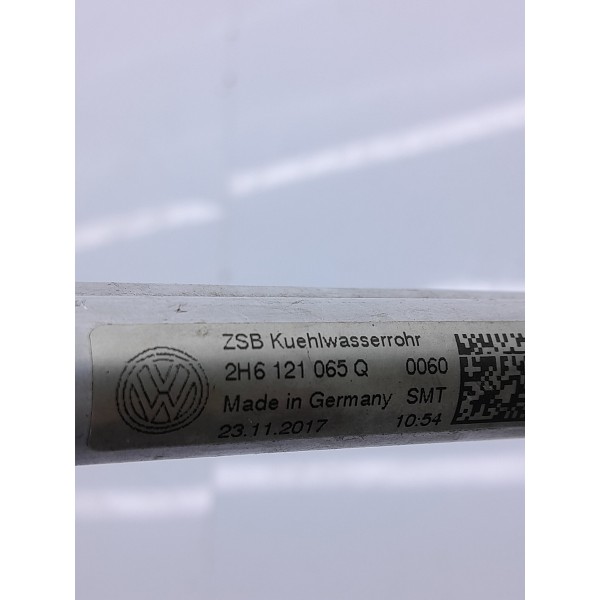 ZSB Kuehlwasserrohr
2H6 121 065 Q 0060
Made in Germany SMT
23.11.2017 10:54